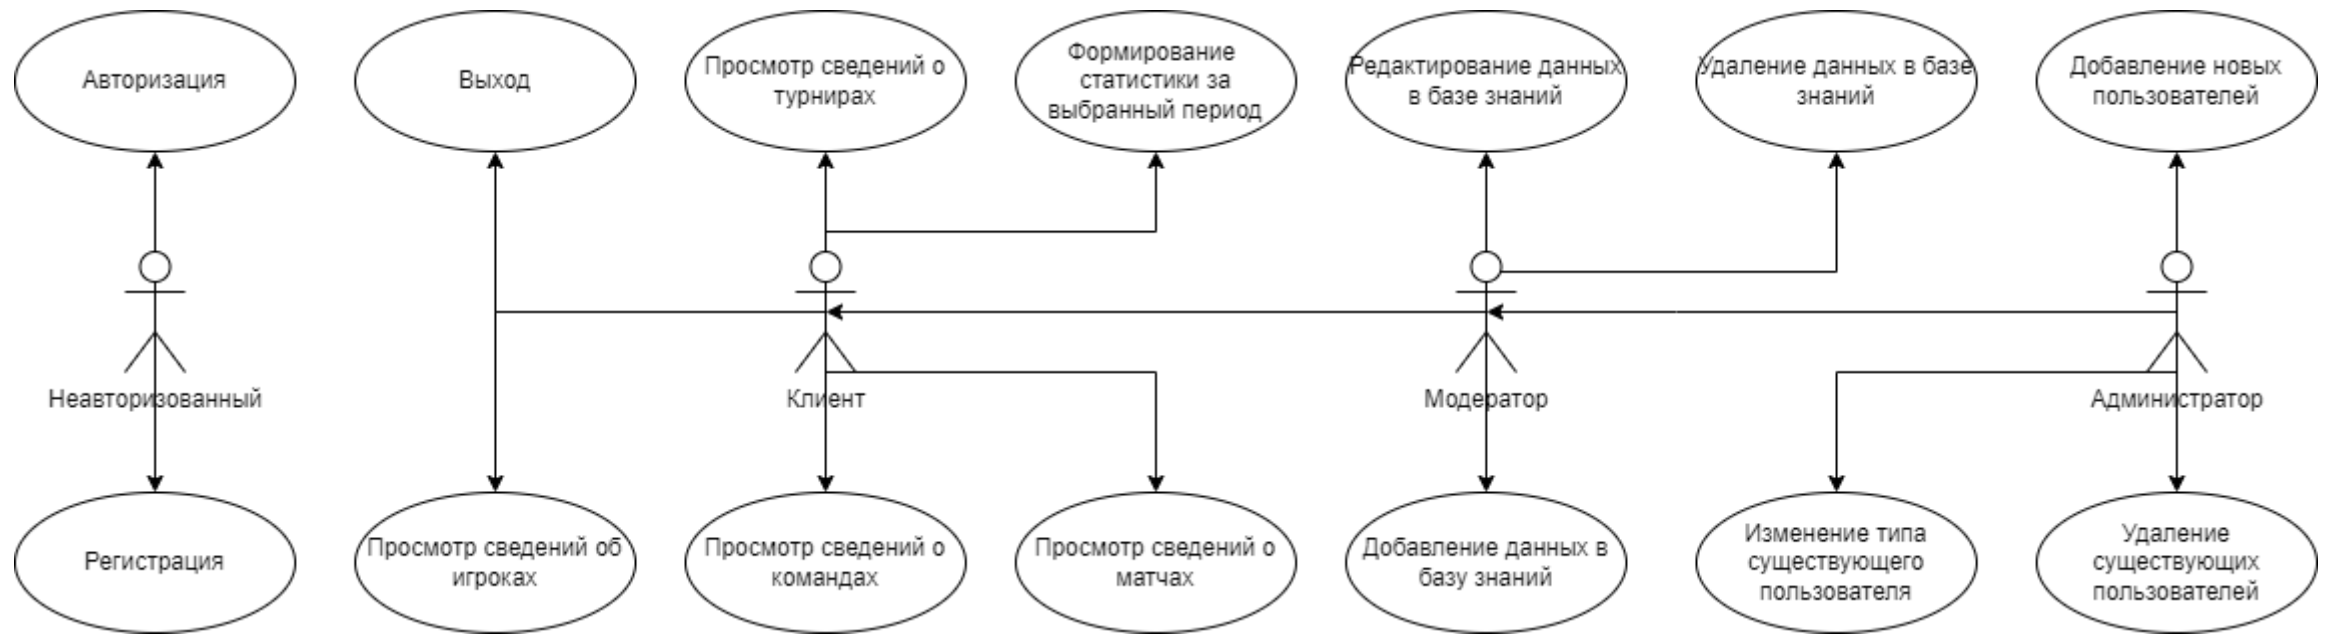 Авторизация
Выход
Просмотр сведений о
турнирах
Формирование
статистики за
выбранный период
Редактирование данных
в базе знаний
Удаление данных в базе
знаний
Добавление новых
пользователей
Неавторизованный
Клиент
Модератор
Администратор
Регистрация
Просмотр сведений об
игроках
Просмотр сведений о
командах
Просмотр сведений о
матчах
Добавление данных в
базу знаний
Изменение типа
существующего
пользователя
Удаление
существующих
пользователей